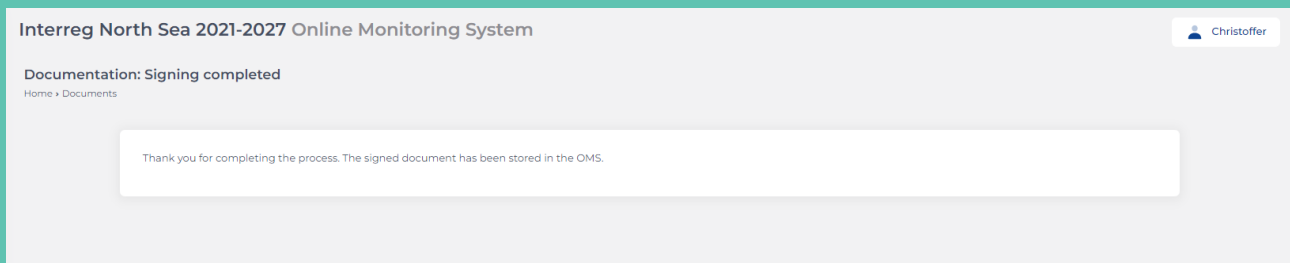 Interreg North Sea 2021-2027 Online Monitoring System
Christoffer
Documentation: Signing completed
Home › Documents
Thank you for completing the process. The signed document has been stored in the OMS.